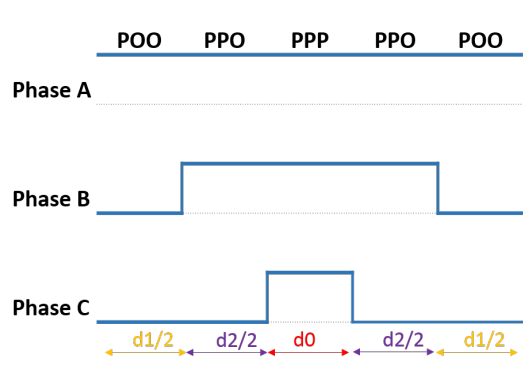 POO PPO PPP PPO POO
Phase A
Phase B
Phase C
d1/2 d2/2 d0 d2/2 d1/2